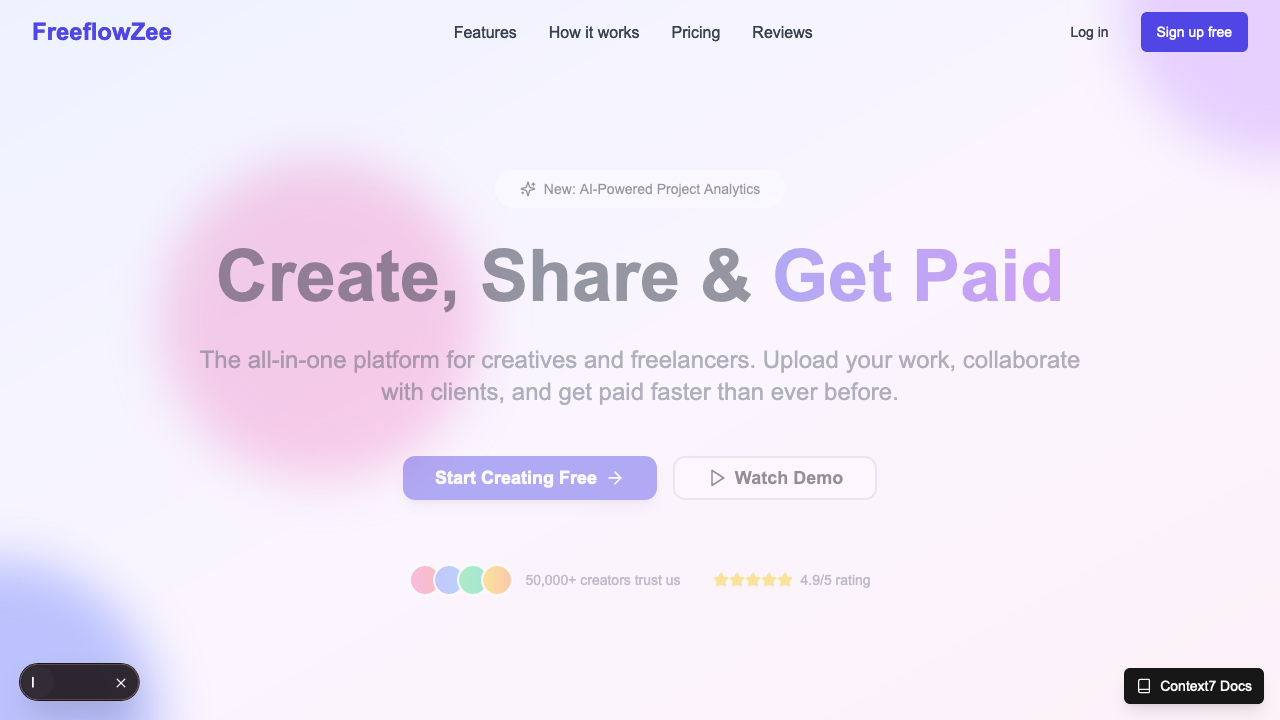 FreeflowZee
Features
How it works
Pricing
Reviews
Log in
Sign up free
New: AI-Powered Project Analytics
Create, Share & Get Paid
The all-in-one platform for creatives and freelancers. Upload your work, collaborate
with clients, and get paid faster than ever before.
Start Creating Free
Watch Demo
50,000+ creators trust us
4.9/5 rating
Context7 Docs